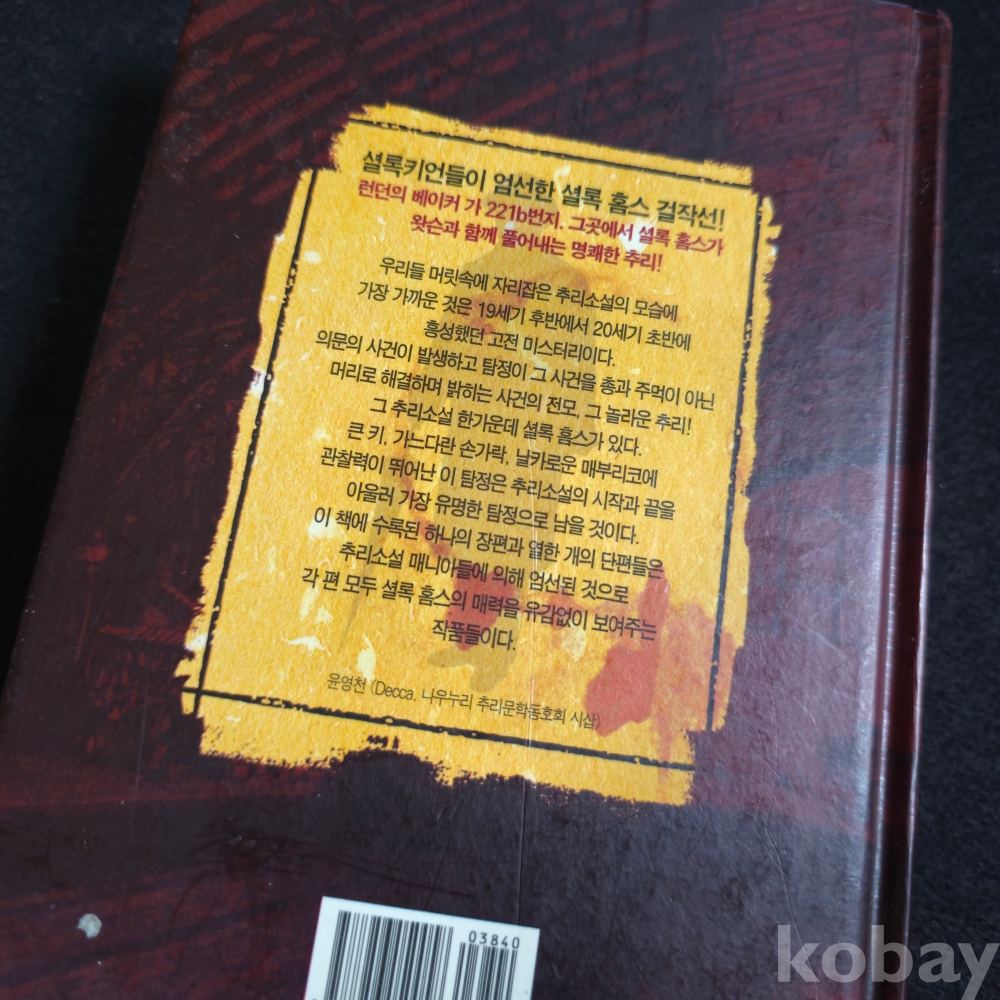 셜록키언들이 엄선한 셜록 홈스 걸작선!
런던의 베이커 가 221b번지. 그곳에서 셜록 홈스가
왓슨과 함께 풀어내는 명쾌한 추리!
우리들 머릿속에 자리잡은 추리소설의 모습에
가장 가까운 것은 19세기 후반에서 20세기 초반에
흥성했던 고전 미스터리이다.
의문의 사건이 발생하고 탐정이 그 사건을 총과 주먹이 아닌
머리로 해결하며 밝히는 사건의 전모. 그 놀라운 추리!
그 추리소설 한가운데 셜록 홈스가 있다.
큰 키. 가느다란 손가락. 날카로운 매부리코에
관찰력이 뛰어난 이 탐정은 추리소설의 시작과 끝을
아울러 가장 유명한 탐정으로 남을 것이다.
이 책에 수록된 하나의 장편과 열한 개의 단편들은
추리소설 매니아들에 의해 엄선된 것으로
각 편 모두 셜록 홈스의 매력을 유감없이 보여주는
작품들이다.
윤영천 (Decca. 나우누리 추리문학동호회 시삽)
03840
kobay